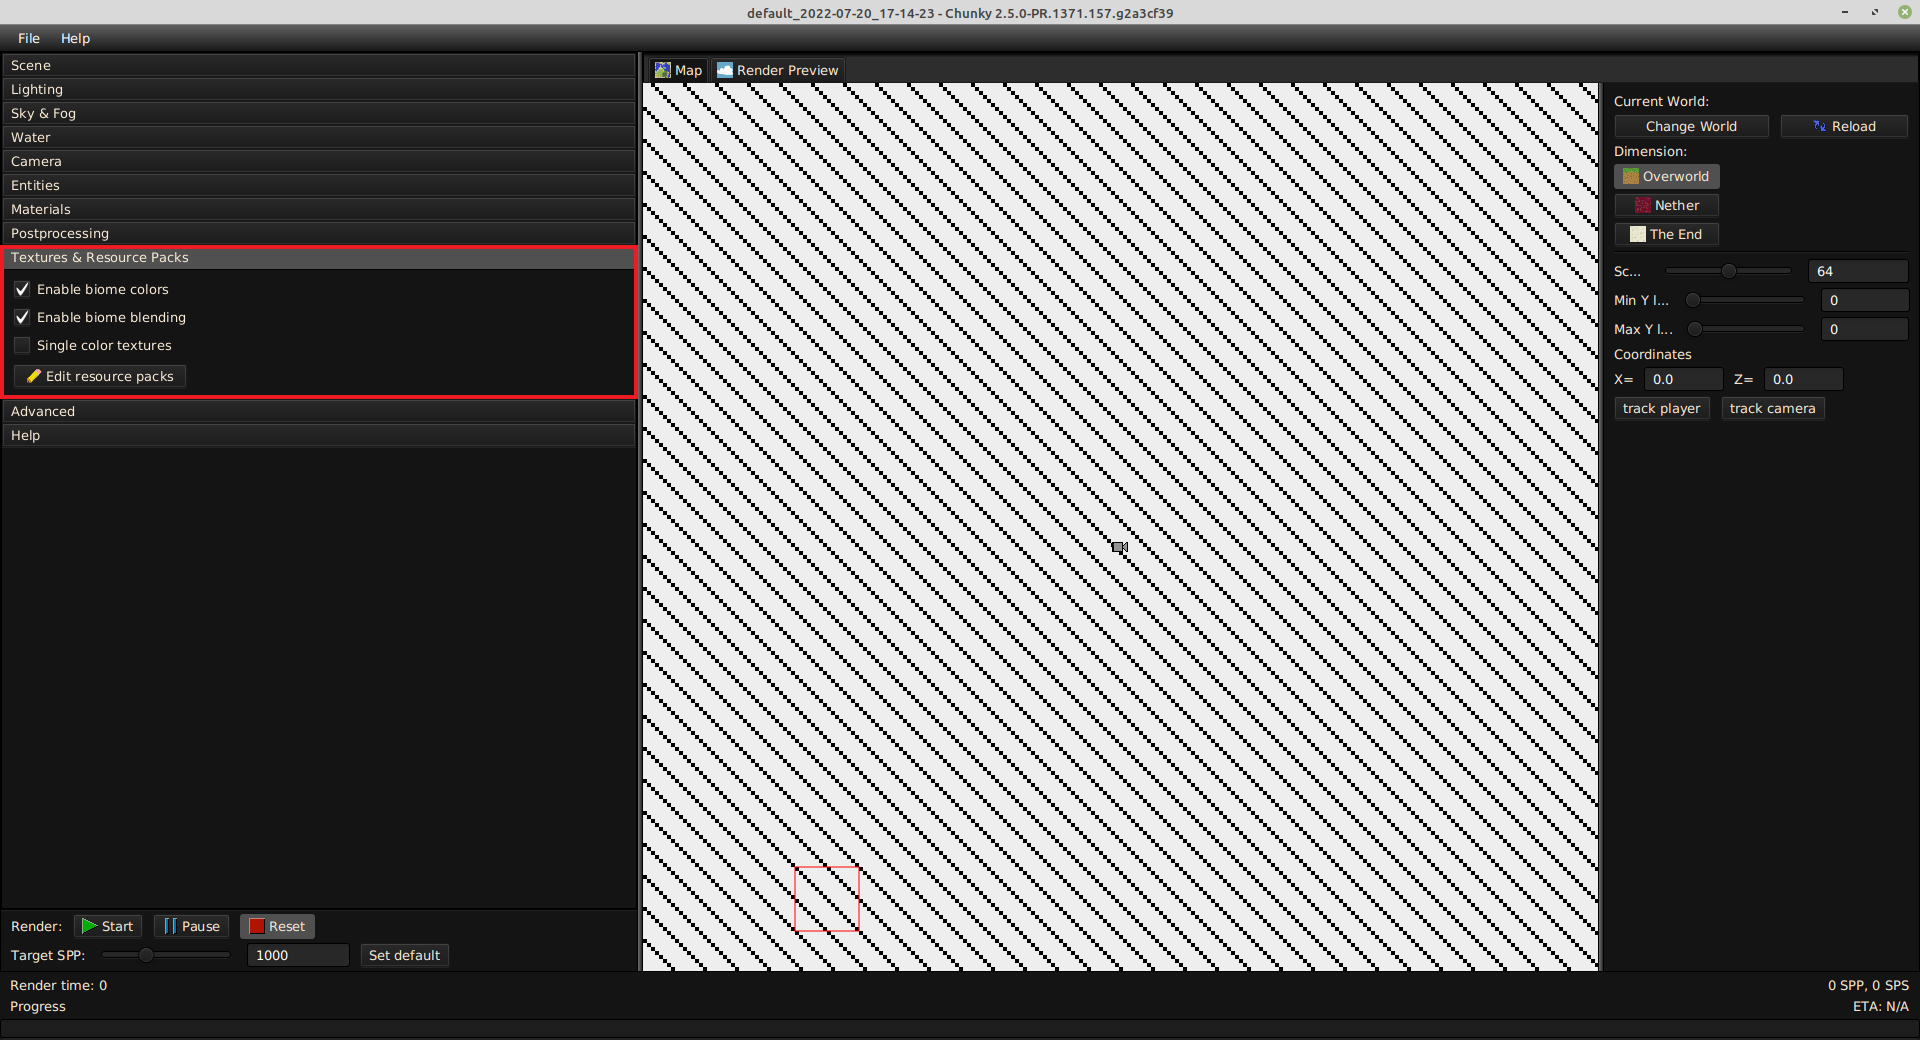 default_2022-07-20_17-14-23 - Chunky 2.5.0-PR.1371.157.g2a3cf39
File Help
Scene
Lighting
Sky & Fog
Water
Camera
Entities
Materials
Postprocessing
Textures & Resource Packs
Enable biome colors
Enable biome blending
Single color textures
Edit resource packs
Advanced
Help
Render: Start Pause Reset
Target SPP: 1000 Set default
Render time: 0
Progress
Map Render Preview
Current World:
Change World Reload
Dimension:
Overworld
Nether
The End
Sc... 64
Min Y l... 0
Max Y l... 0
Coordinates
X= 0.0 Z= 0.0
track player track camera
0 SPP, 0 SPS
ETA: N/A